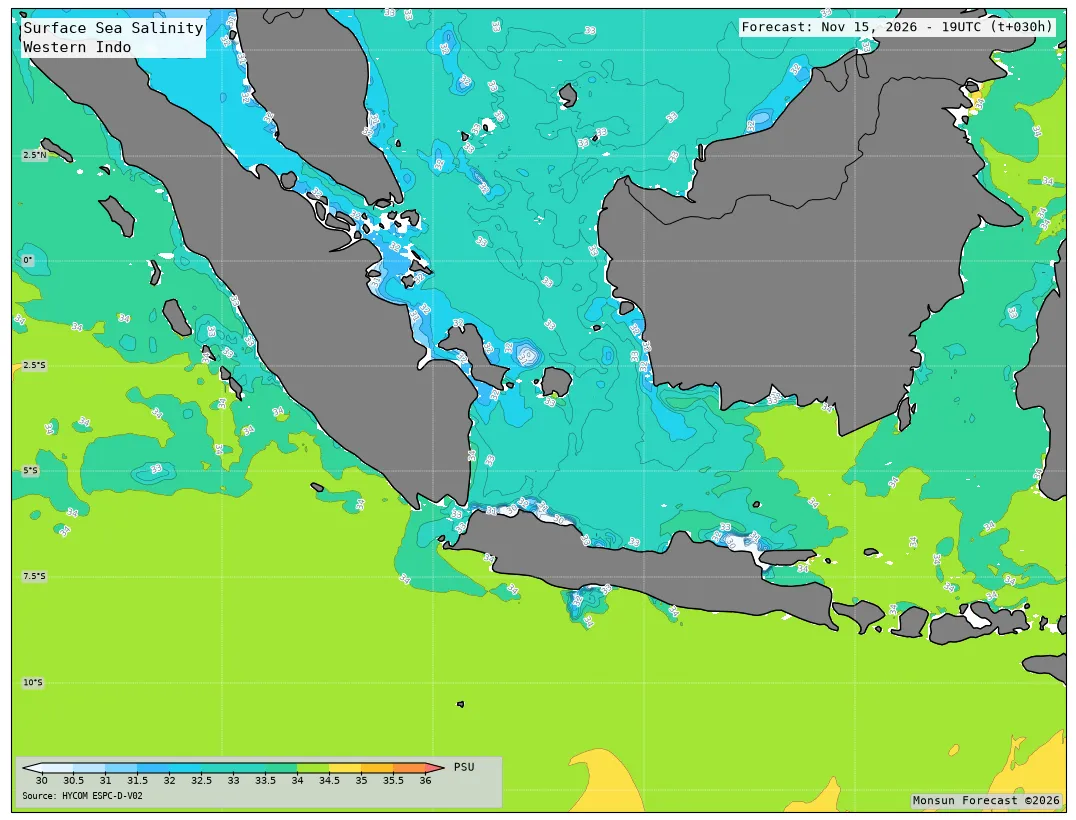 Surface Sea Salinity
Western Indo
Forecast: Nov 15, 2026 - 19UTC (t+030h)
2.5°N
0°
2.5°S
5°S
7.5°S
10°S
30 30.5 31 31.5 32 32.5 33 33.5 34 34.5 35 35.5 36
PSU
Source: HYCOM ESPC-D-V02
Monsun Forecast ©2026